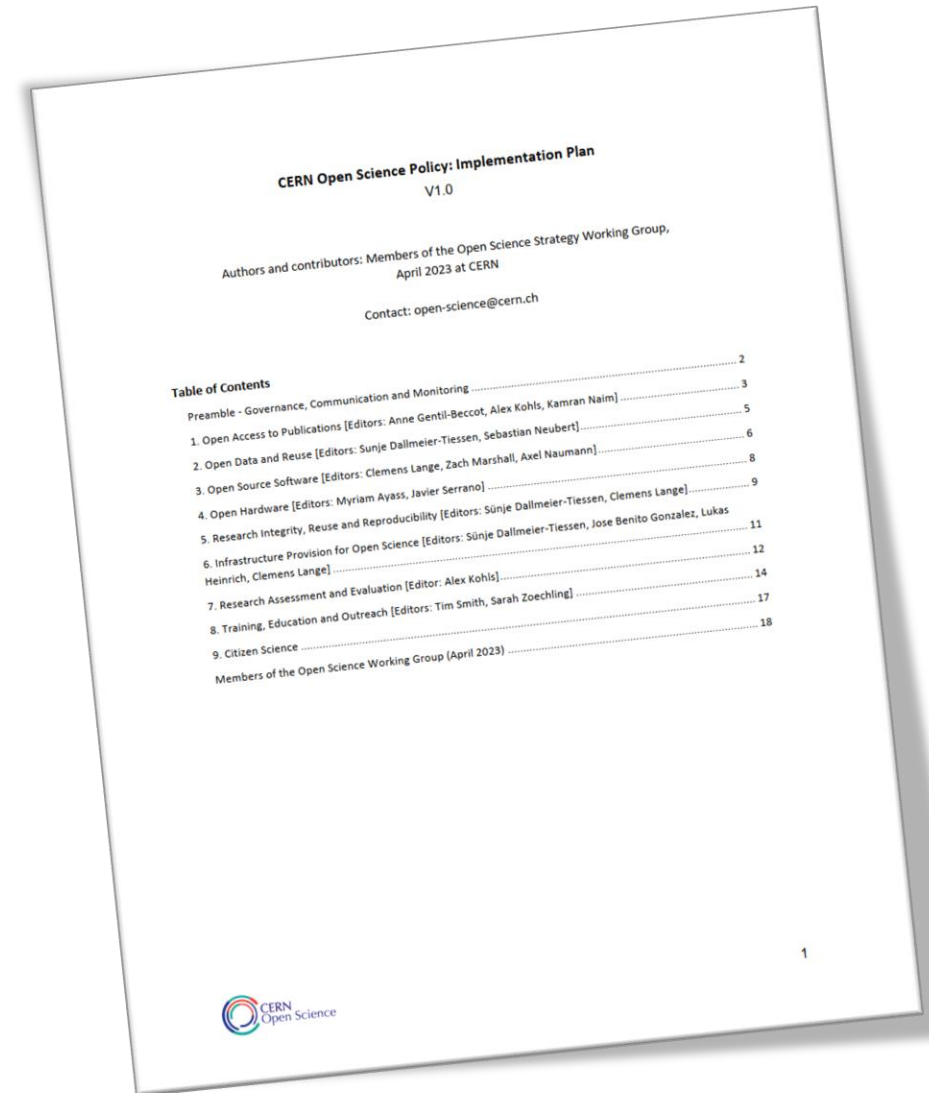 CERN Open Science Policy: Implementation Plan
V1.0
Authors and contributors: Members of the Open Science Strategy Working Group,
April 2023 at CERN
Contact: open-science@cern.ch
Table of Contents
Preamble - Governance, Communication and Monitoring ........ 2
1. Open Access to Publications [Editors: Anne Gentil-Beccot, Alex Kohls, Kamran Naim] ........ 3
2. Open Data and Reuse [Editors: Sunje Dallmeier-Tiessen, Sebastian Neubert]........ 5
3. Open Source Software [Editors: Clemens Lange, Zach Marshall, Axel Naumann]........ 6
4. Open Hardware [Editors: Myriam Ayass, Javier Serrano] ........ 8
5. Research Integrity, Reuse and Reproducibility [Editors: Sünje Dallmeier-Tiessen, Clemens Lange]........ 9
6. Infrastructure Provision for Open Science [Editors: Sünje Dallmeier-Tiessen, Jose Benito Gonzalez, Lukas
Heinrich, Clemens Lange] ........ 11
7. Research Assessment and Evaluation [Editor: Alex Kohls]........ 12
8. Training, Education and Outreach [Editors: Tim Smith, Sarah Zoechling] ........ 14
9. Citizen Science ........ 17
Members of the Open Science Working Group (April 2023) ........ 18
1
CERN
Open Science